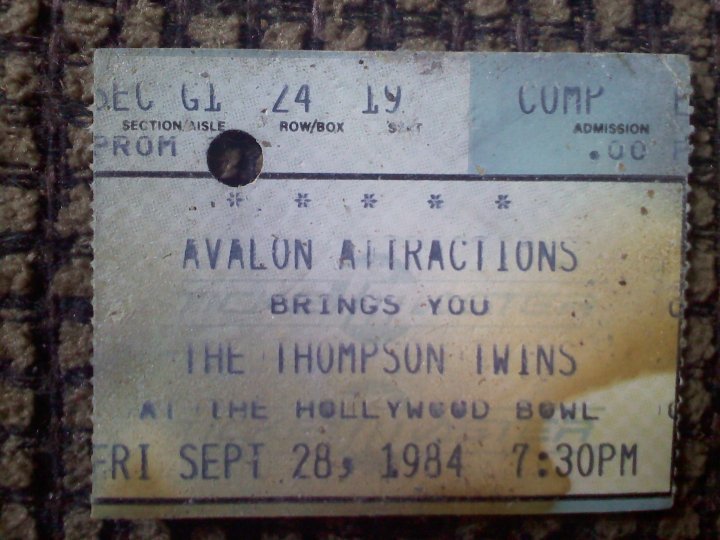 SEC G1 24 19 COMP
SECTION/AISLE ROW/BOX SEAT ADMISSION
PROM .00
* * * * *
AVALON ATTRACTIONS
BRINGS YOU
THE THOMPSON TWINS
AT THE HOLLYWOOD BOWL
FRI SEPT 28, 1984 7:30PM